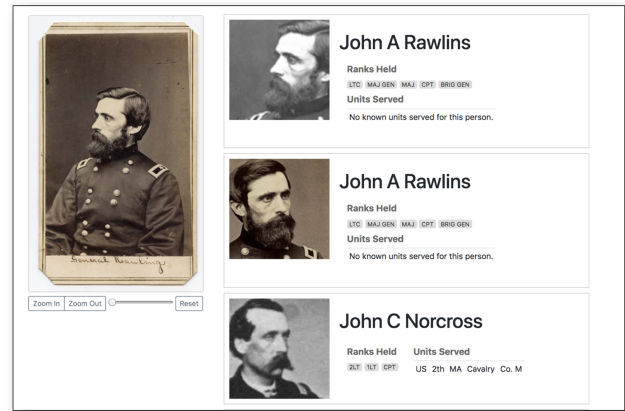 General Rawlings
Zoom In Zoom Out Reset
John A Rawlins
Ranks Held
LTC MAJ GEN MAJ CPT BRIG GEN
Units Served
No known units served for this person.
John A Rawlins
Ranks Held
LTC MAJ GEN MAJ CPT BRIG GEN
Units Served
No known units served for this person.
John C Norcross
Ranks Held Units Served
2LT 1LT CPT US 2th MA Cavalry Co. M